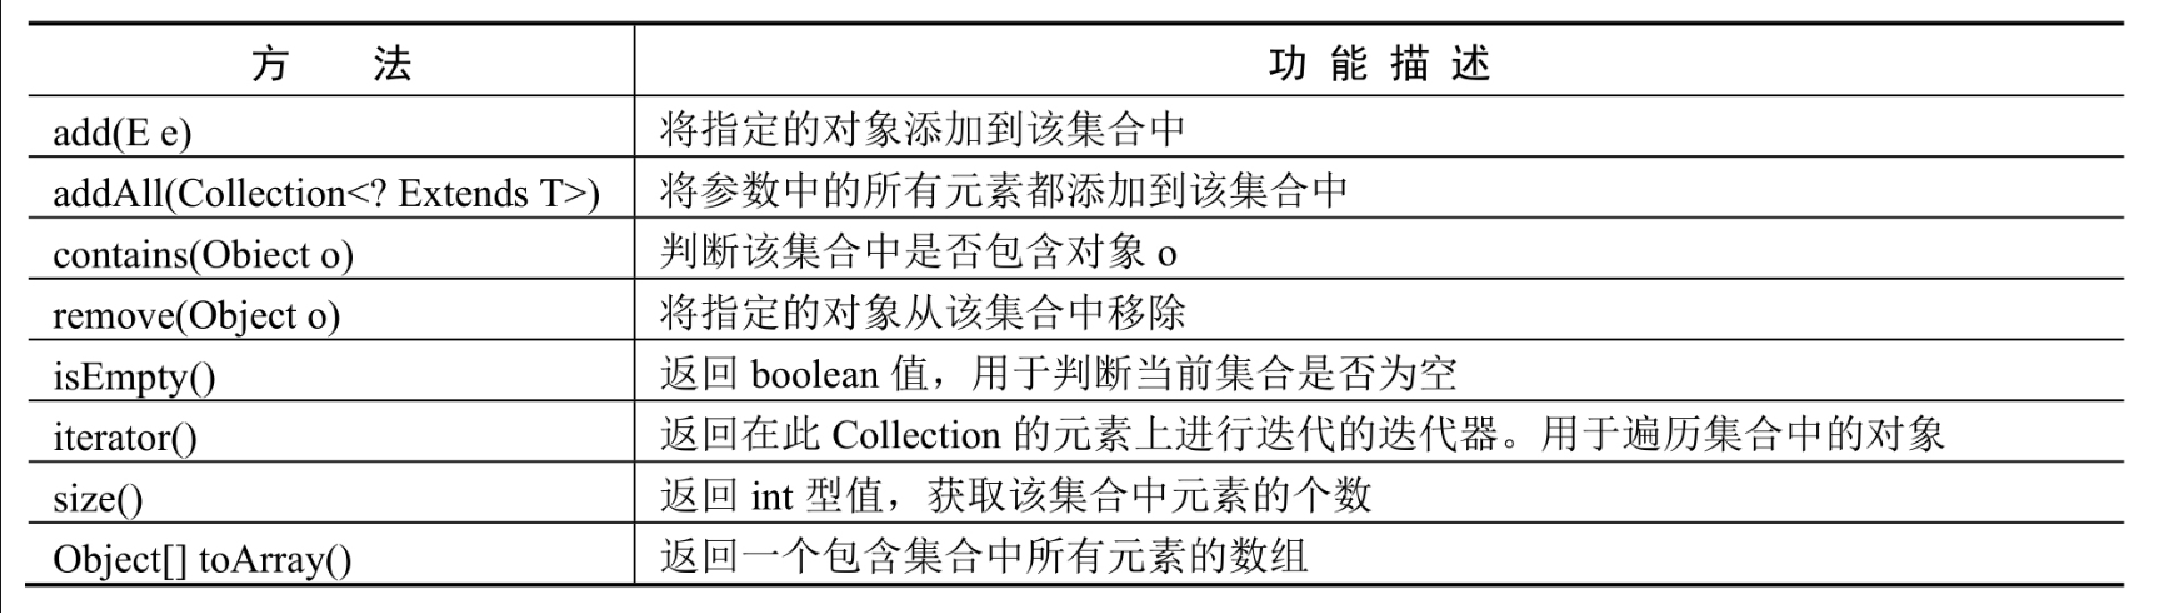 方 法 功 能 描 述
add(E e) 将指定的对象添加到该集合中
addAll(Collection<? Extends T>) 将参数中的所有元素都添加到该集合中
contains(Obiect o) 判断该集合中是否包含对象 o
remove(Object o) 将指定的对象从该集合中移除
isEmpty() 返回 boolean 值，用于判断当前集合是否为空
iterator() 返回在此 Collection 的元素上进行迭代的迭代器。用于遍历集合中的对象
size() 返回 int 型值，获取该集合中元素的个数
Object[] toArray() 返回一个包含集合中所有元素的数组